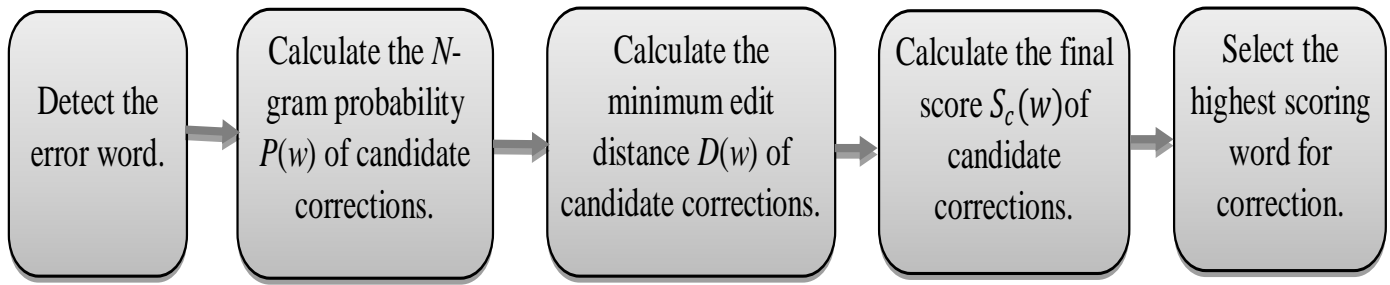 Detect the
error word.
Calculate the N-
gram probability
P(w) of candidate
corrections.
Calculate the
minimum edit
distance D(w) of
candidate corrections.
Calculate the final
score S_c(w)of
candidate
corrections.
Select the
highest scoring
word for
correction.